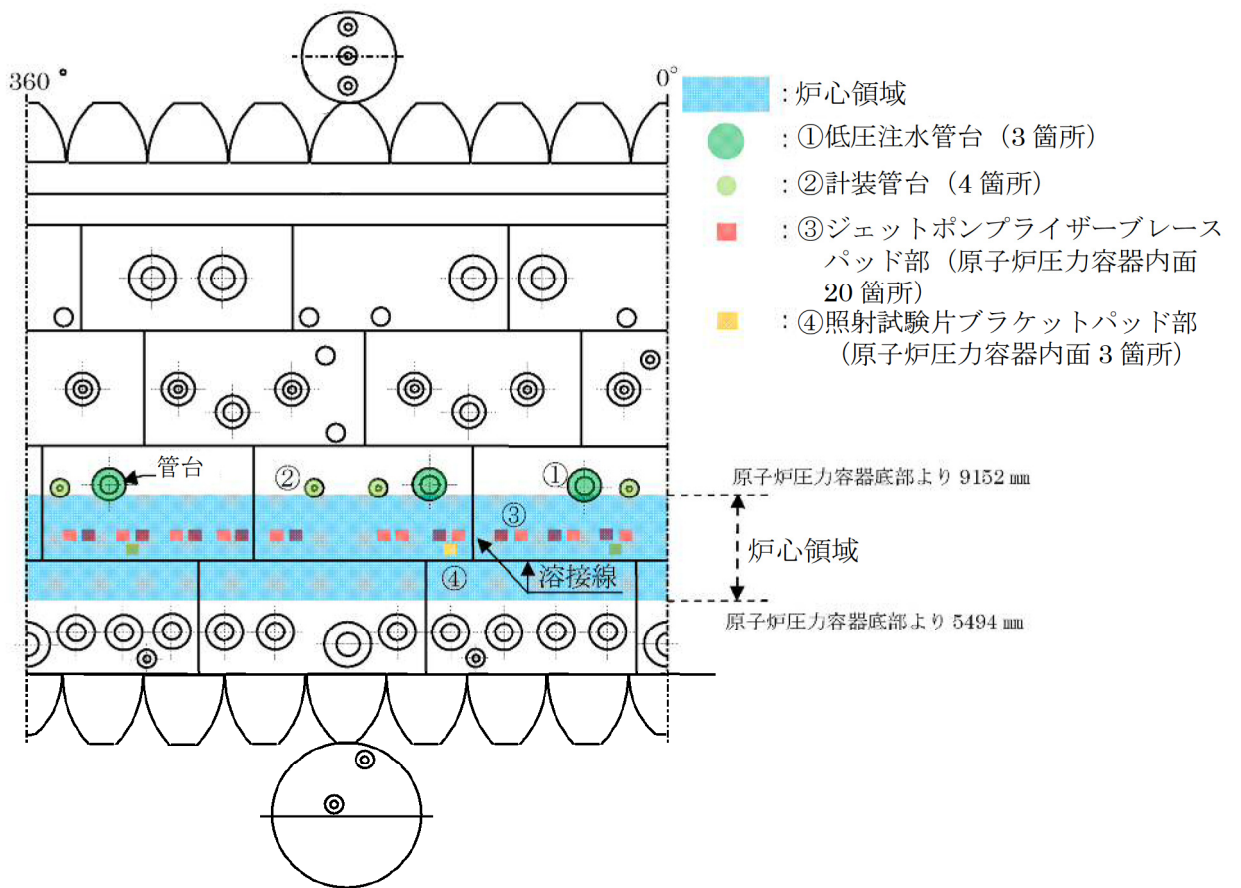 360°
0°
：炉心領域
：①低圧注水管台（3 箇所）
：②計装管台（4 箇所）
：③ジェットポンプライザーブレース
パッド部（原子炉圧力容器内面
20 箇所）
：④照射試験片ブラケットパッド部
（原子炉圧力容器内面 3 箇所）
管台
②
①
原子炉圧力容器底部より 9152 ㎜
③
炉心領域
④
溶接線
原子炉圧力容器底部より 5494 ㎜